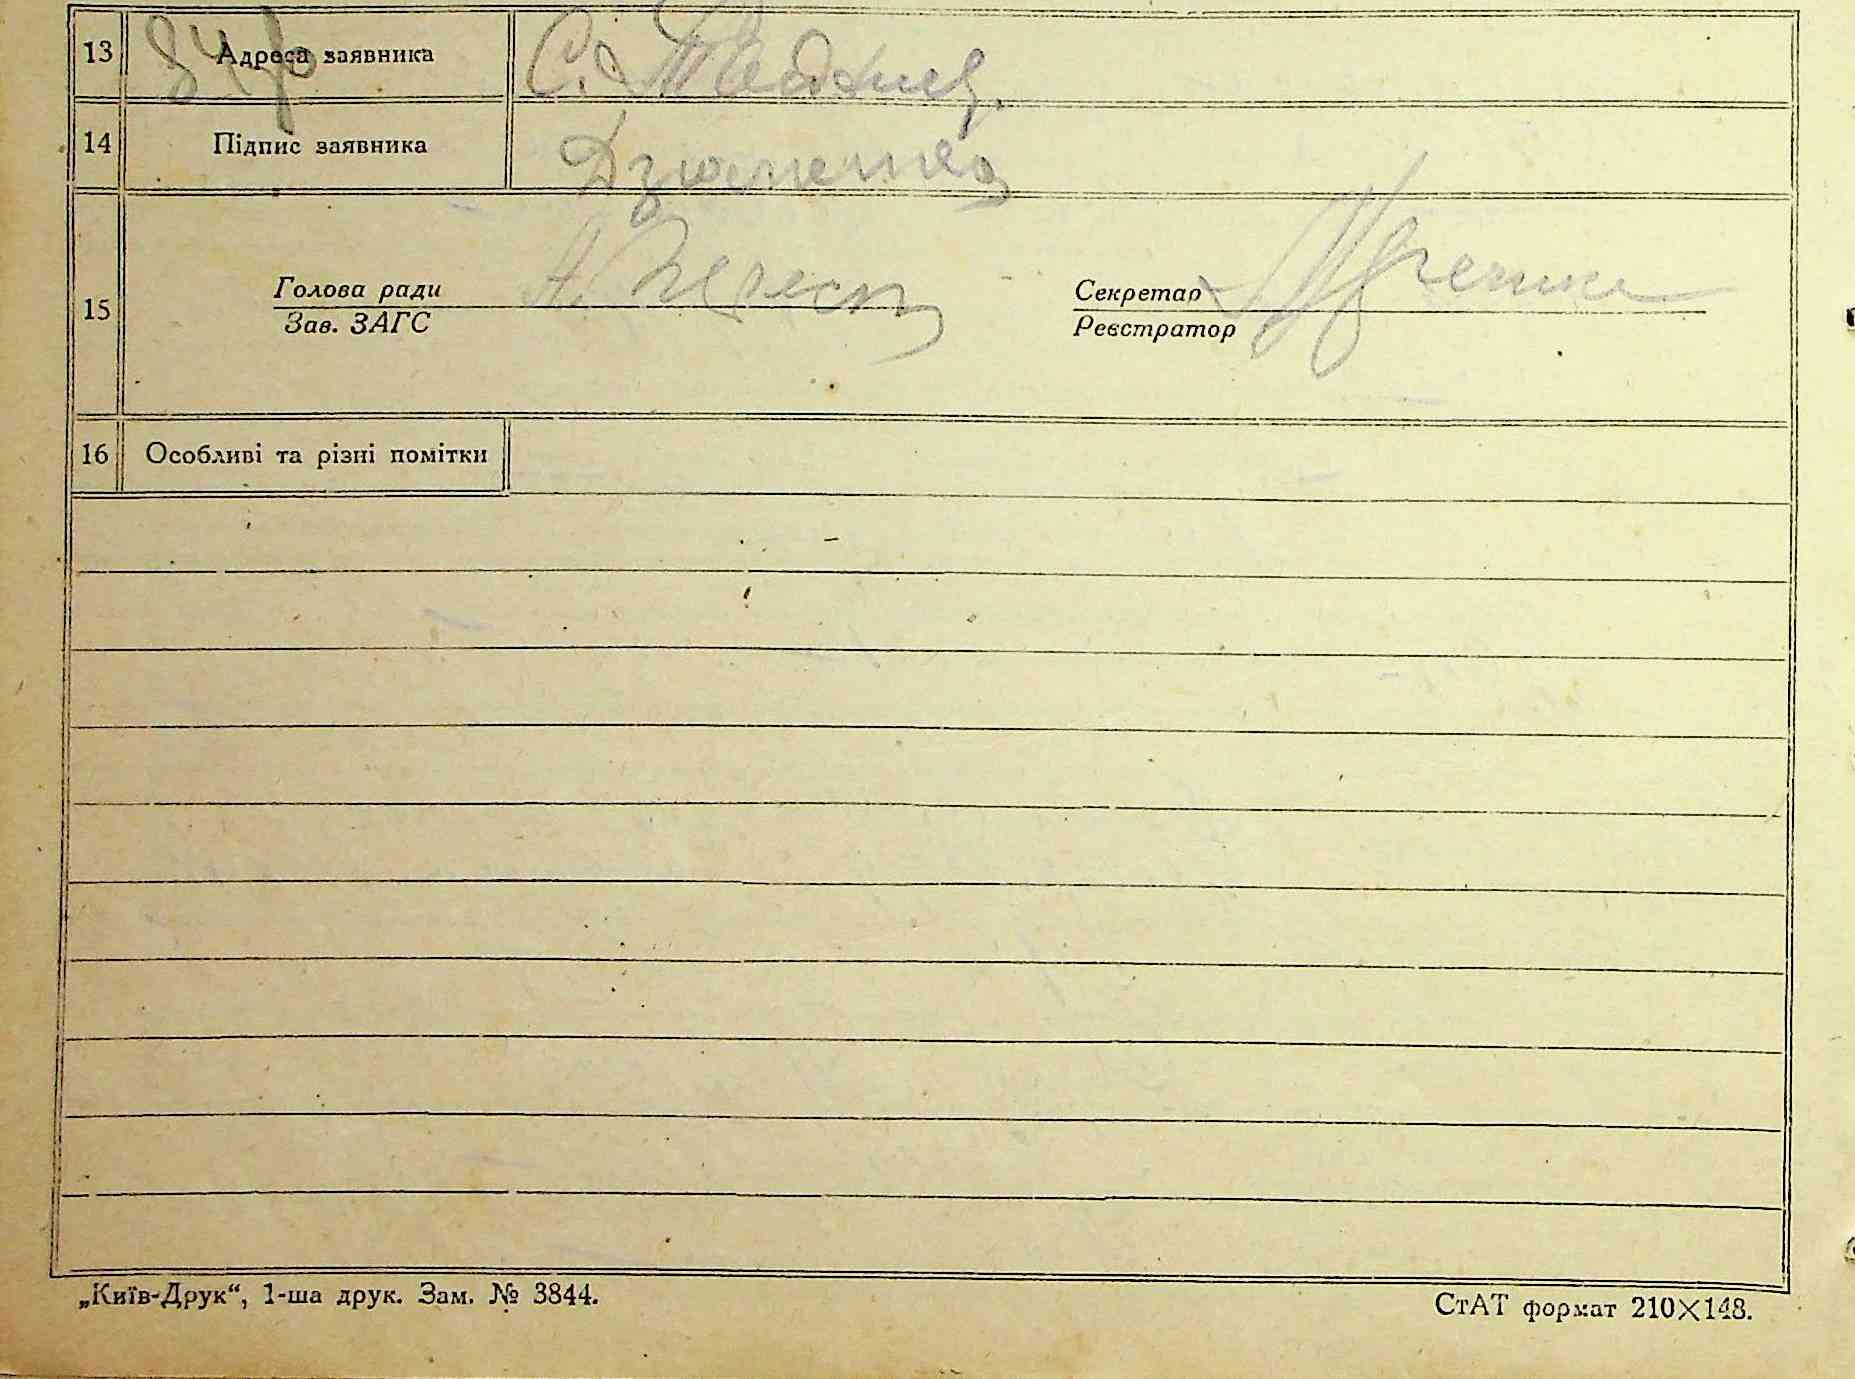 13 Адреса заявника С.
84р
14 Підпис заявника Дзюменко
15 Голова ради
Зав. ЗАГС
Секретар
Реєстратор
16 Особливі та різні помітки
„Київ-Друк“, 1-ша друк. Зам. № 3844.
СтАТ формат 210×148.